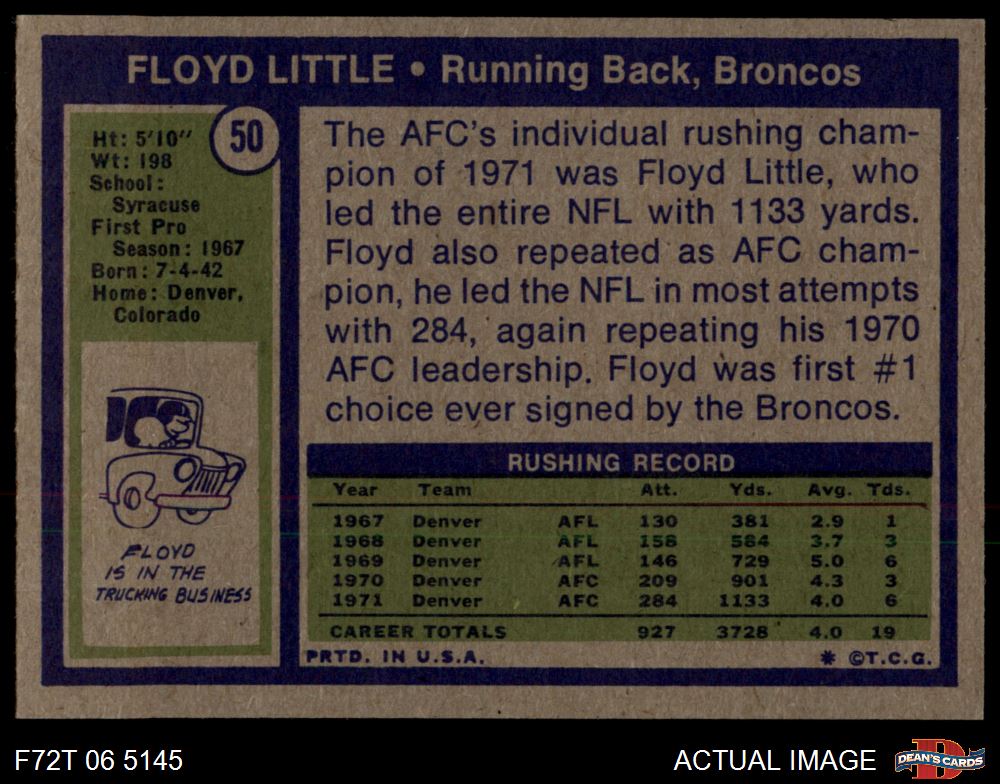 FLOYD LITTLE • Running Back, Broncos
50
Ht: 5'10"
Wt: 198
School:
Syracuse
First Pro
Season: 1967
Born: 7-4-42
Home: Denver,
Colorado
FLOYD
IS IN THE
TRUCKING BUSINESS
The AFC's individual rushing cham-
pion of 1971 was Floyd Little, who
led the entire NFL with 1133 yards.
Floyd also repeated as AFC cham-
pion, he led the NFL in most attempts
with 284, again repeating his 1970
AFC leadership. Floyd was first #1
choice ever signed by the Broncos.
RUSHING RECORD
Year Team Att. Yds. Avg. Tds.
1967 Denver AFL 130 381 2.9 1
1968 Denver AFL 158 584 3.7 3
1969 Denver AFL 146 729 5.0 6
1970 Denver AFC 209 901 4.3 3
1971 Denver AFC 284 1133 4.0 6
CAREER TOTALS 927 3728 4.0 19
PRTD. IN U.S.A. * ©T.C.G.
F72T 06 5145
ACTUAL IMAGE
D
DEAN'S CARDS